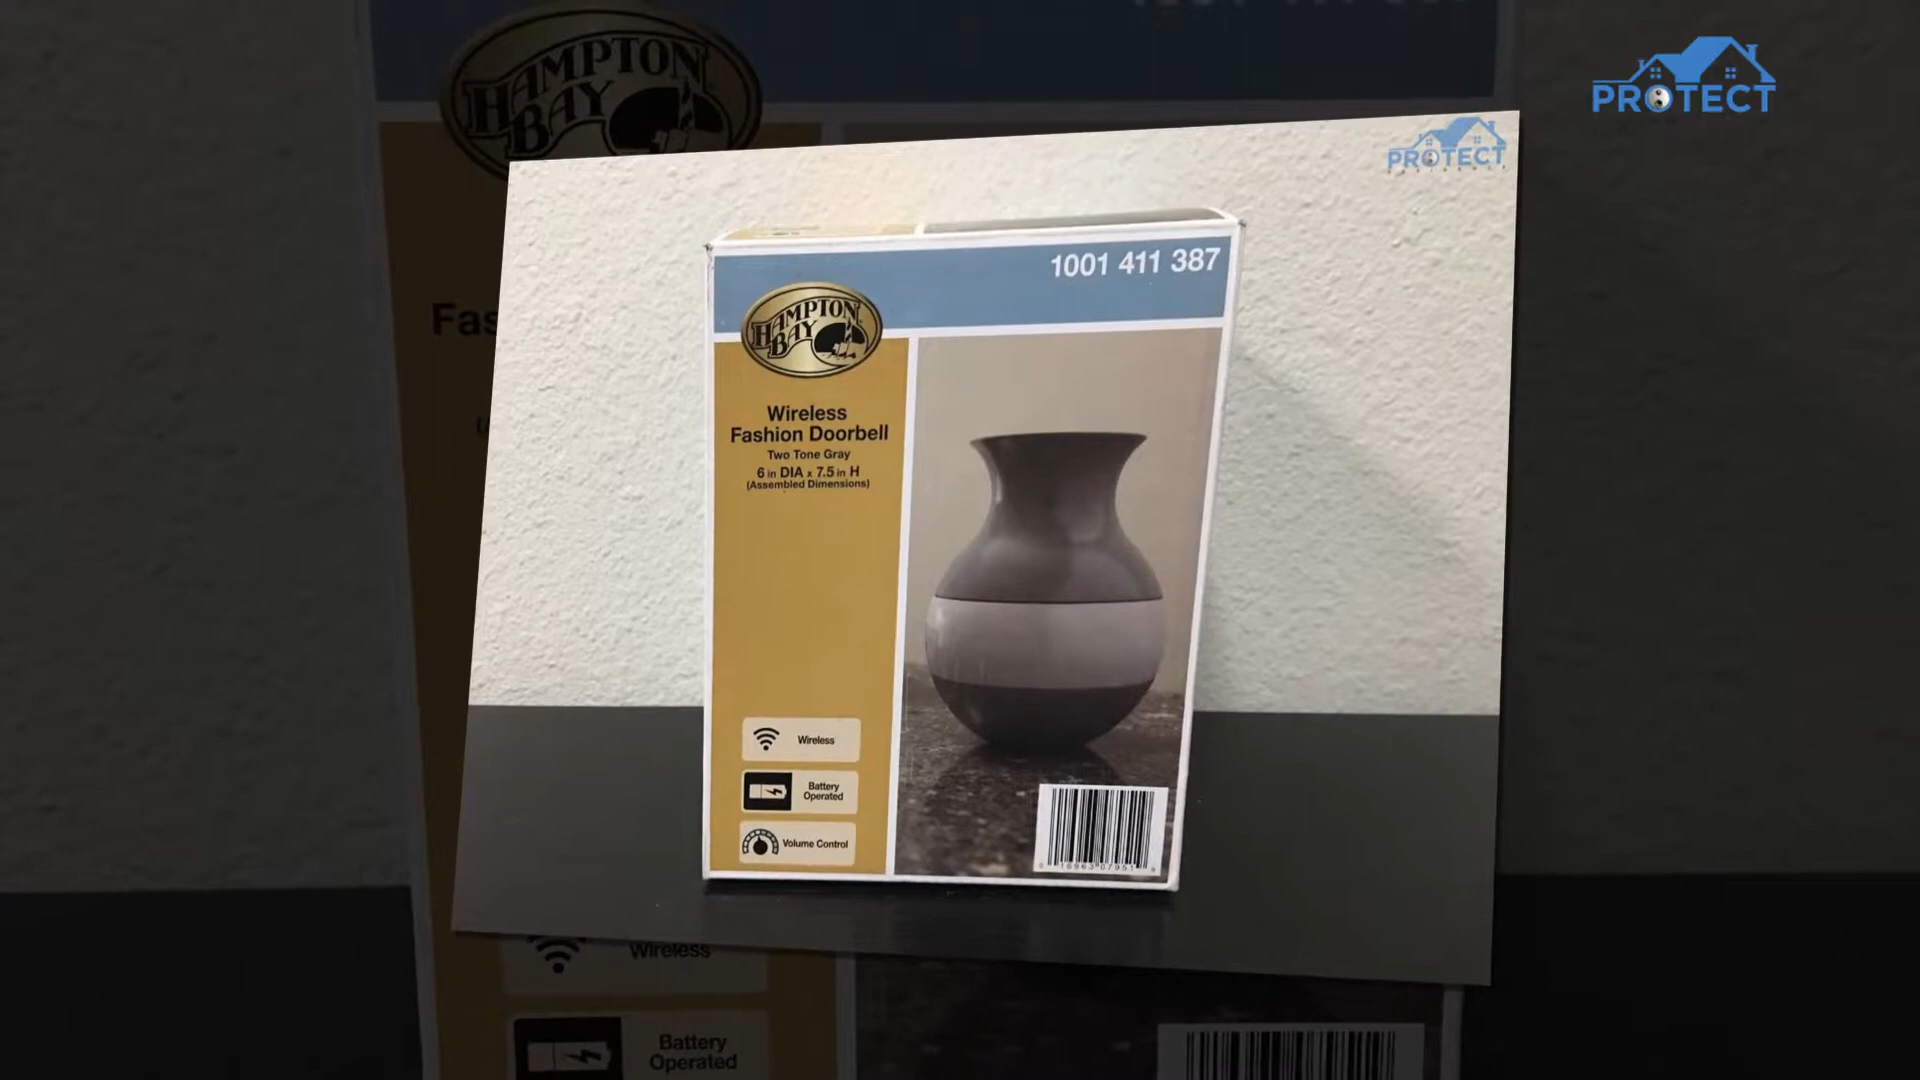 HAMPTON
BAY
PROTECT
Fas
PROTECT
1001 411 387
HAMPTON
BAY
Wireless
Fashion Doorbell
Two Tone Gray
6 in DIA x 7.5 in H
(Assembled Dimensions)
Wireless
Battery
Operated
Volume Control
Wireless
Battery
Operated